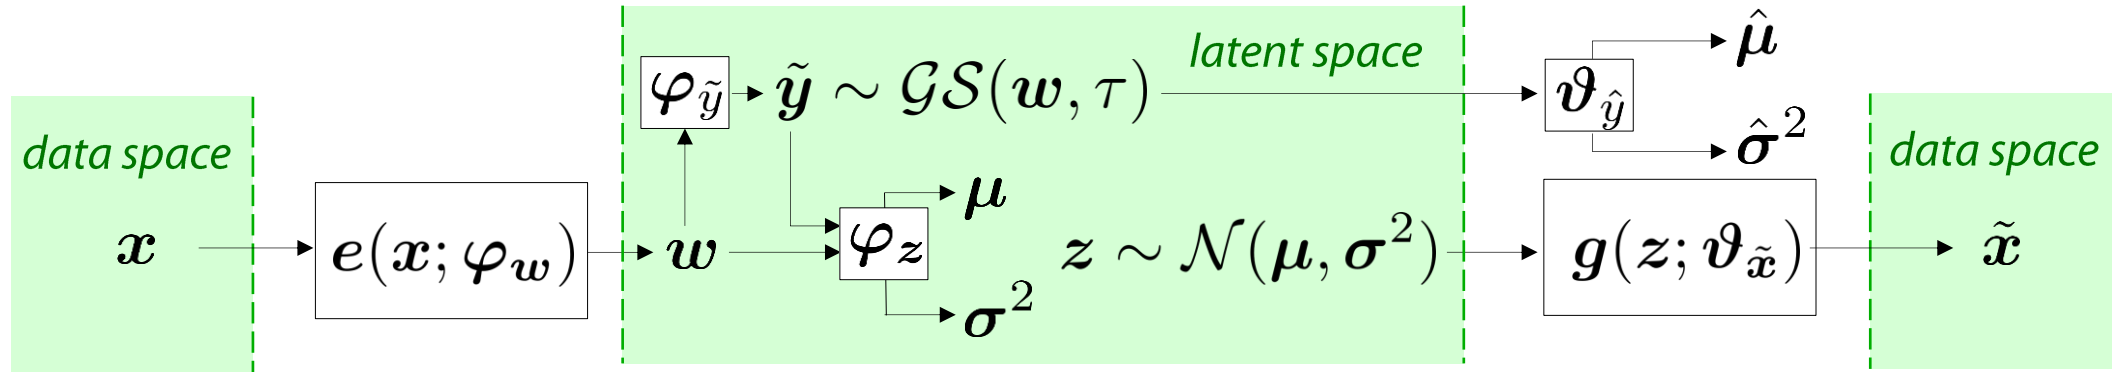 data space
x
e(x; φ_w)
φ_ỹ
ỹ ∼ 𝒢𝒮(w, τ)
latent space
w
φ_z
μ
σ²
z ∼ 𝒩(μ, σ²)
ϑ_ŷ
μ̂
σ̂²
g(z; ϑ_x̃)
data space
x̃